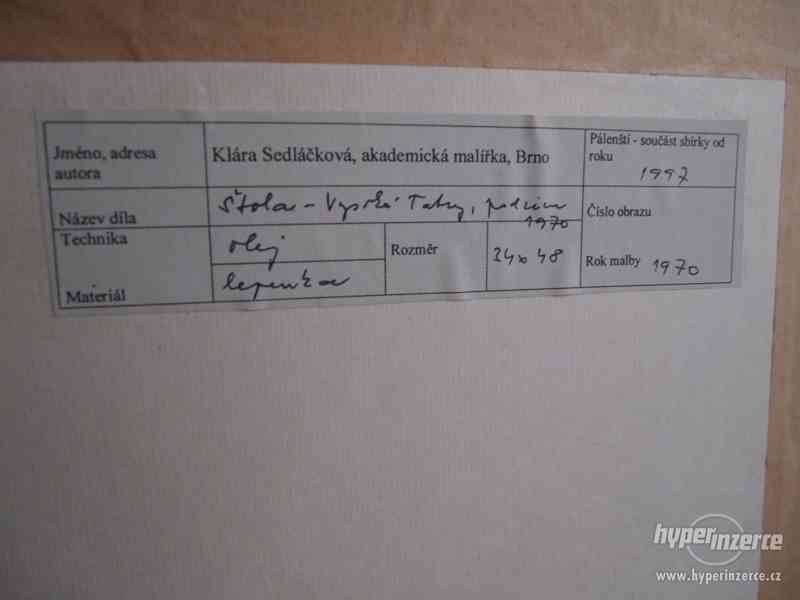 Jméno, adresa autora
Klára Sedláčková, akademická malířka, Brno
Pálenští - součást sbírky od roku
1997
Název díla
Štola - Vysoké Tatry, podzim
1970
Číslo obrazu
Technika
olej
Rozměr
24x48
Rok malby 1970
Materiál
lepenka
hyperinzerce
www.hyperinzerce.cz